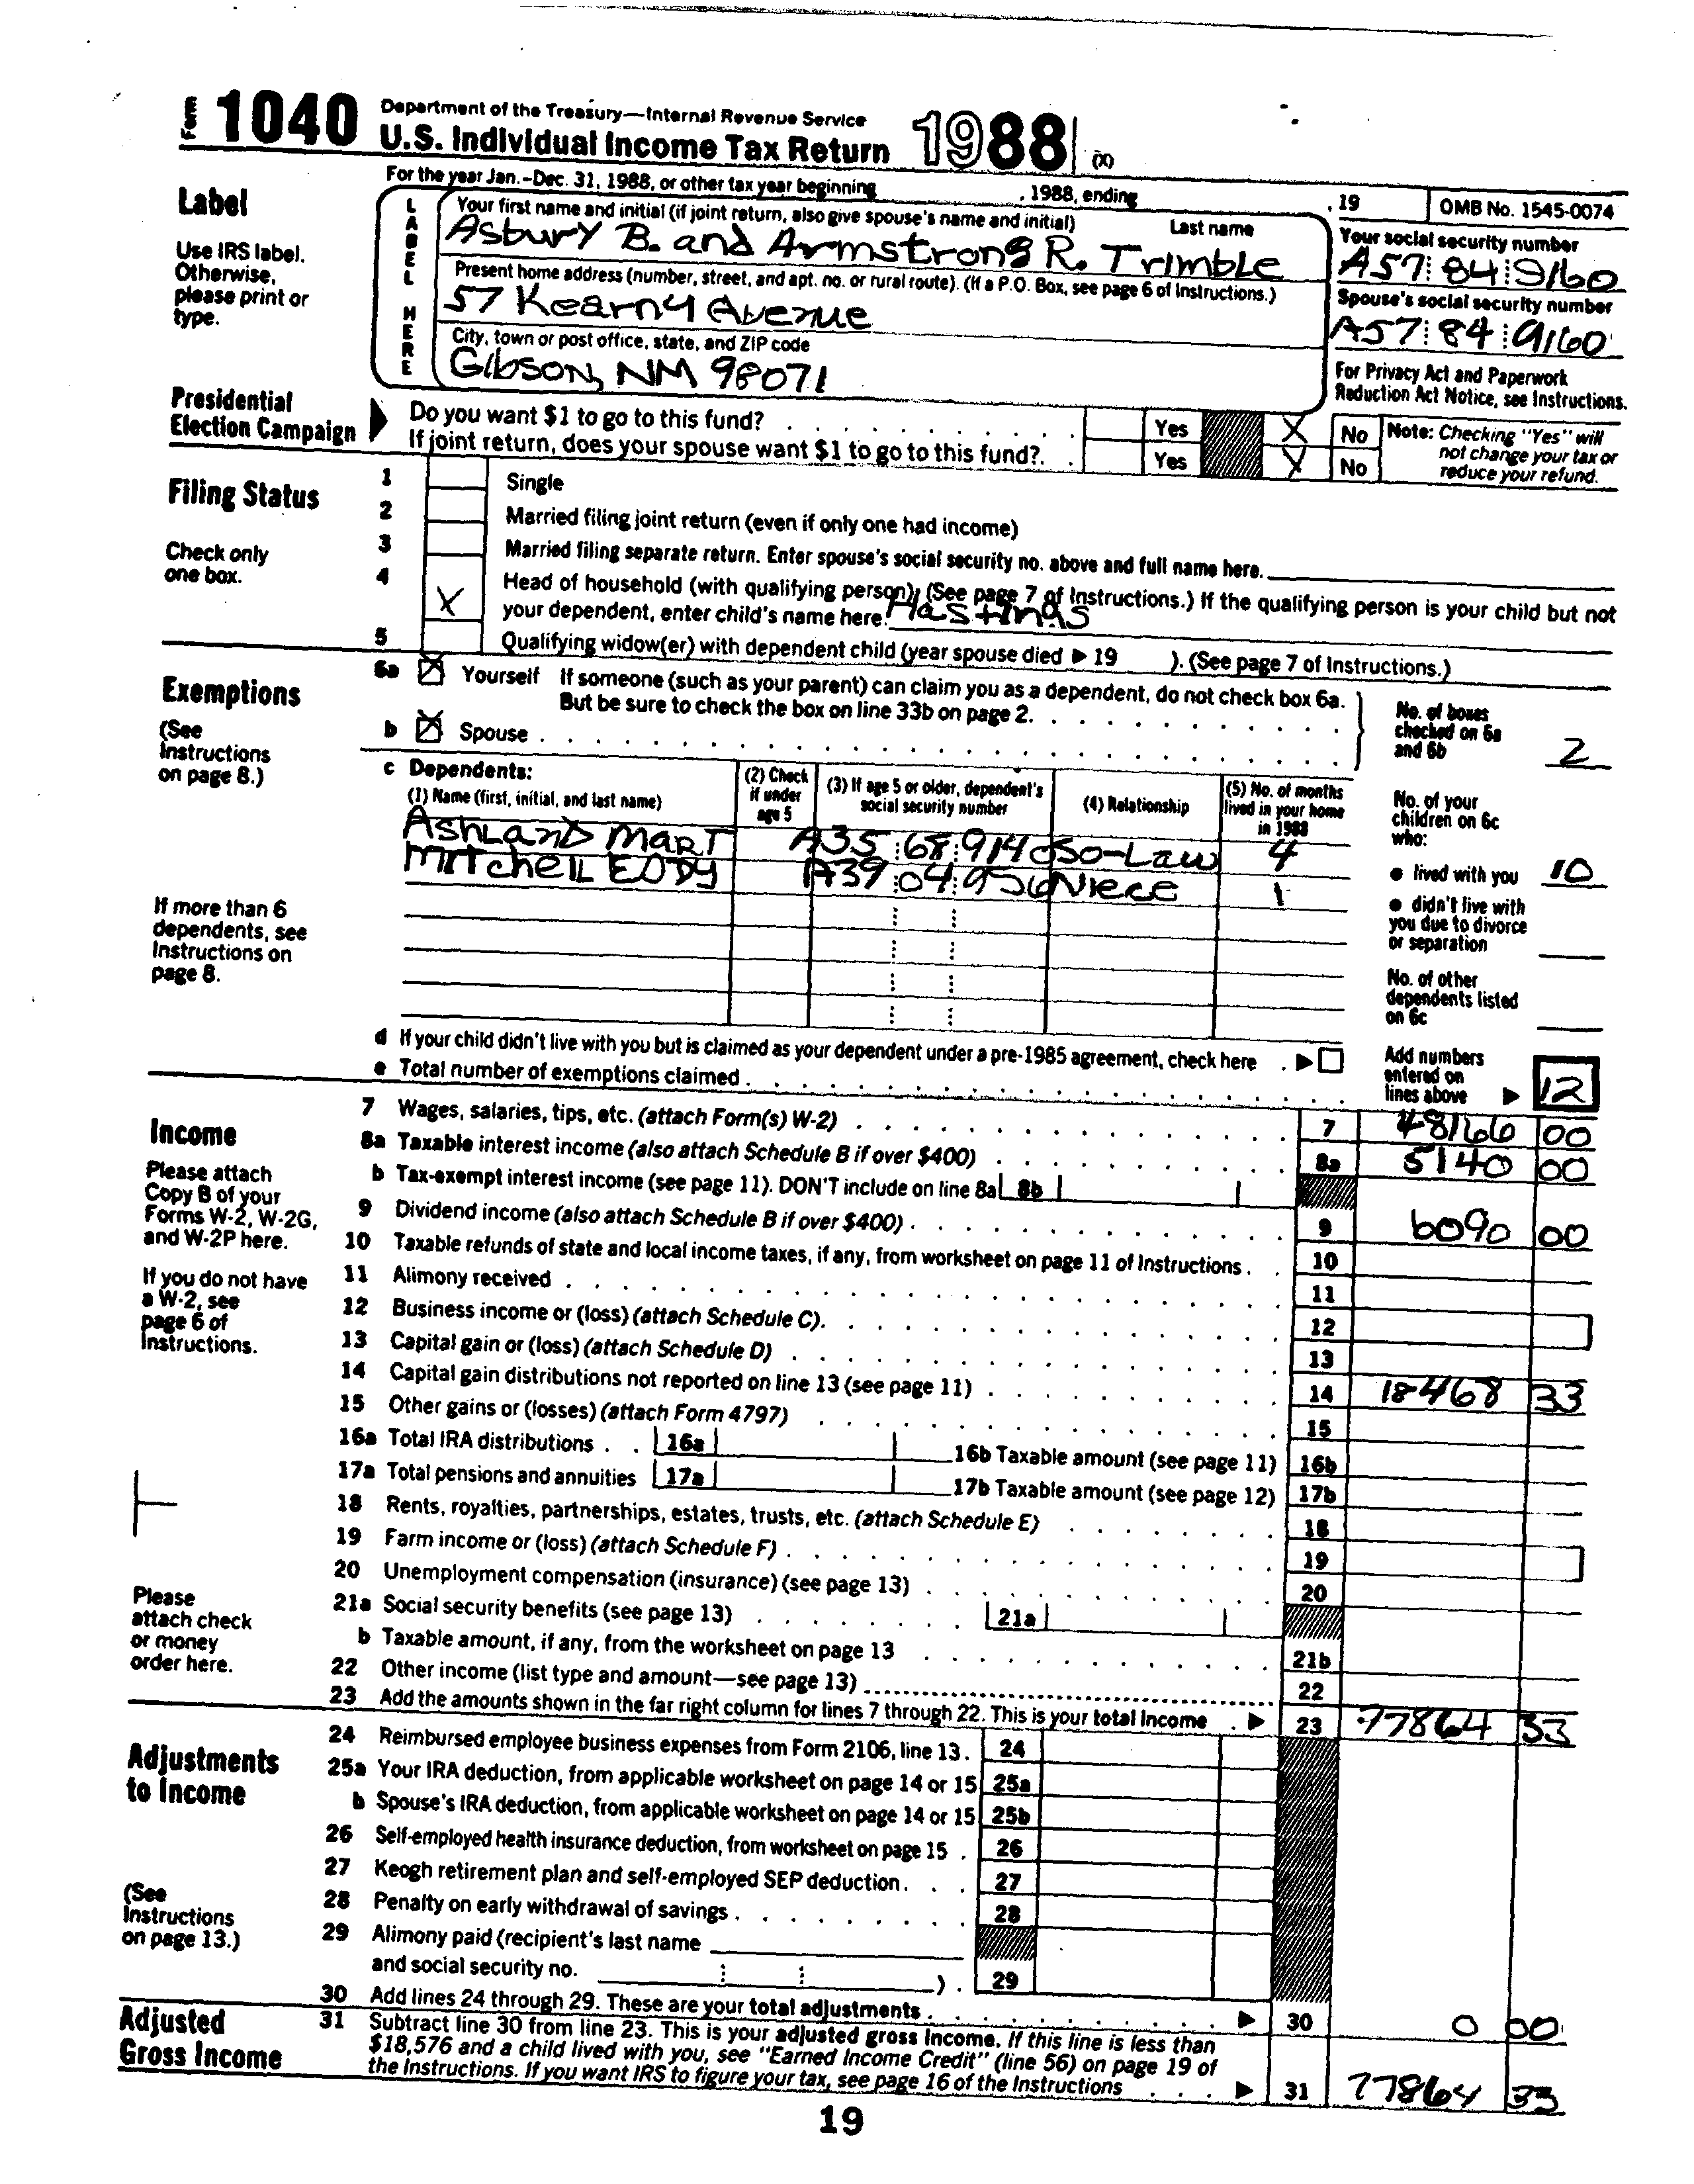 Form 1040 Department of the Treasury—Internal Revenue Service
U.S. Individual Income Tax Return 1988 (X)
For the year Jan.-Dec. 31, 1988, or other tax year beginning , 1988, ending , 19 OMB No. 1545-0074
Label
Use IRS label.
Otherwise,
please print or
type.
LABEL HERE
Your first name and initial (if joint return, also give spouse's name and initial) Last name
Asbury B. and Armstrong R. Trimble
Your social security number
A57 84 9160
Present home address (number, street, and apt. no. or rural route). (If a P.O. Box, see page 6 of Instructions.)
57 Kearny Avenue
Spouse's social security number
A57 84 9160
City, town or post office, state, and ZIP code
Gibson, NM 98071
For Privacy Act and Paperwork
Reduction Act Notice, see Instructions.
Presidential
Election Campaign
Do you want $1 to go to this fund? Yes X No
If joint return, does your spouse want $1 to go to this fund?. Yes X No
Note: Checking "Yes" will
not change your tax or
reduce your refund.
Filing Status
Check only
one box.
1 Single
2 Married filing joint return (even if only one had income)
3 Married filing separate return. Enter spouse's social security no. above and full name here.
4 X Head of household (with qualifying person). (See page 7 of Instructions.) If the qualifying person is your child but not
your dependent, enter child's name here. Hastings
5 Qualifying widow(er) with dependent child (year spouse died ▶ 19 ). (See page 7 of Instructions.)
Exemptions
(See
Instructions
on page 8.)
6a X Yourself If someone (such as your parent) can claim you as a dependent, do not check box 6a.
But be sure to check the box on line 33b on page 2.
b X Spouse
No. of boxes
checked on 6a
and 6b 2
c Dependents:
(1) Name (first, initial, and last name)
(2) Check
if under
age 5
(3) If age 5 or older, dependent's
social security number
(4) Relationship
(5) No. of months
lived in your home
in 1988
Ashland Mart A35 68 9140 So-Law 4
Mitchell Eddy A39 04 9506 Niece 1
No. of your
children on 6c
who:
● lived with you 10
● didn't live with
you due to divorce
or separation
No. of other
dependents listed
on 6c
If more than 6
dependents, see
Instructions on
page 8.
d If your child didn't live with you but is claimed as your dependent under a pre-1985 agreement, check here ▶
e Total number of exemptions claimed
Add numbers
entered on
lines above ▶ 12
Income
Please attach
Copy B of your
Forms W-2, W-2G,
and W-2P here.
If you do not have
a W-2, see
page 6 of
Instructions.
Please
attach check
or money
order here.
7 Wages, salaries, tips, etc. (attach Form(s) W-2) 7 48166 00
8a Taxable interest income (also attach Schedule B if over $400) 8a 5140 00
b Tax-exempt interest income (see page 11). DON'T include on line 8a 8b
9 Dividend income (also attach Schedule B if over $400) 9 6090 00
10 Taxable refunds of state and local income taxes, if any, from worksheet on page 11 of Instructions 10
11 Alimony received 11
12 Business income or (loss) (attach Schedule C). 12
13 Capital gain or (loss) (attach Schedule D) 13
14 Capital gain distributions not reported on line 13 (see page 11) 14 18468 33
15 Other gains or (losses) (attach Form 4797) 15
16a Total IRA distributions 16a 16b Taxable amount (see page 11) 16b
17a Total pensions and annuities 17a 17b Taxable amount (see page 12) 17b
18 Rents, royalties, partnerships, estates, trusts, etc. (attach Schedule E) 18
19 Farm income or (loss) (attach Schedule F) 19
20 Unemployment compensation (insurance) (see page 13) 20
21a Social security benefits (see page 13) 21a
b Taxable amount, if any, from the worksheet on page 13 21b
22 Other income (list type and amount—see page 13) 22
23 Add the amounts shown in the far right column for lines 7 through 22. This is your total income ▶ 23 77864 33
Adjustments
to Income
(See
Instructions
on page 13.)
24 Reimbursed employee business expenses from Form 2106, line 13. 24
25a Your IRA deduction, from applicable worksheet on page 14 or 15 25a
b Spouse's IRA deduction, from applicable worksheet on page 14 or 15 25b
26 Self-employed health insurance deduction, from worksheet on page 15 26
27 Keogh retirement plan and self-employed SEP deduction 27
28 Penalty on early withdrawal of savings 28
29 Alimony paid (recipient's last name
and social security no. ) 29
30 Add lines 24 through 29. These are your total adjustments ▶ 30 0 00
Adjusted
Gross Income
31 Subtract line 30 from line 23. This is your adjusted gross income. If this line is less than
$18,576 and a child lived with you, see "Earned Income Credit" (line 56) on page 19 of
the Instructions. If you want IRS to figure your tax, see page 16 of the Instructions ▶ 31 77864 33
19